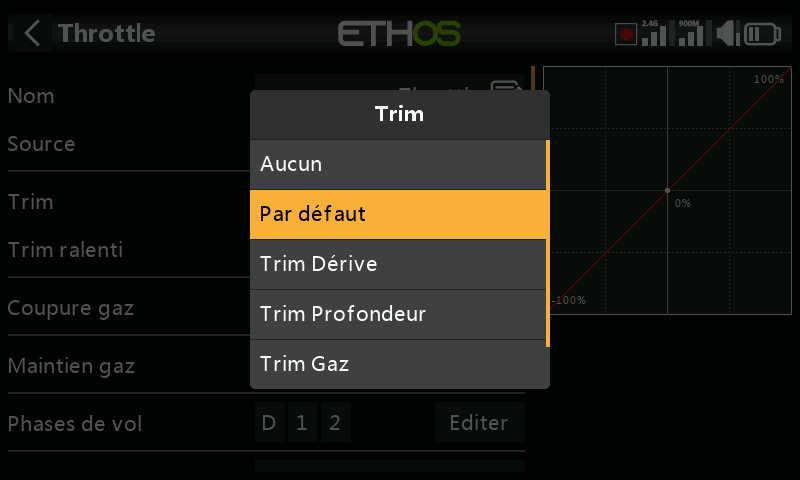 Throttle
ETHOS
2.4G
900M
Nom
Source
Trim
Trim ralenti
Coupure gaz
Maintien gaz
Phases de vol
D 1 2
Editer
Trim
Aucun
Par défaut
Trim Dérive
Trim Profondeur
Trim Gaz
100%
0%
-100%